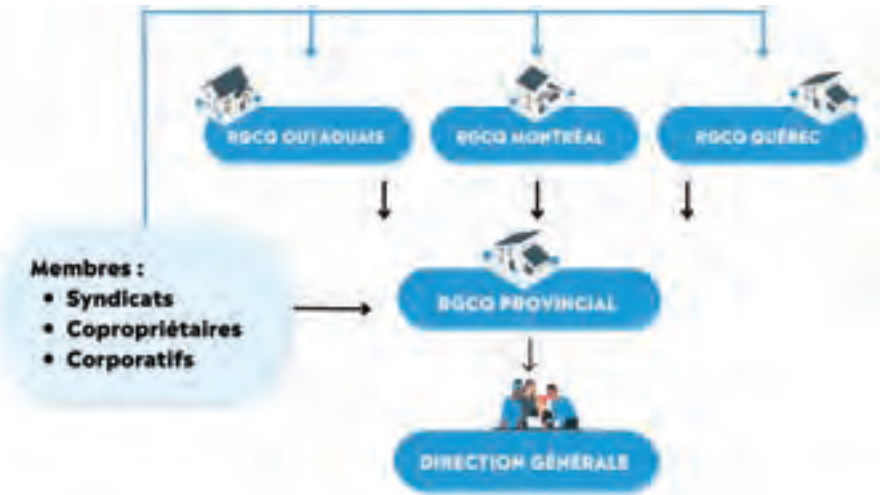 RGCQ OUTAOUAIS
RGCQ MONTRÉAL
RGCQ QUÉBEC
Membres :
• Syndicats
• Copropriétaires
• Corporatifs
RGCQ PROVINCIAL
DIRECTION GÉNÉRALE